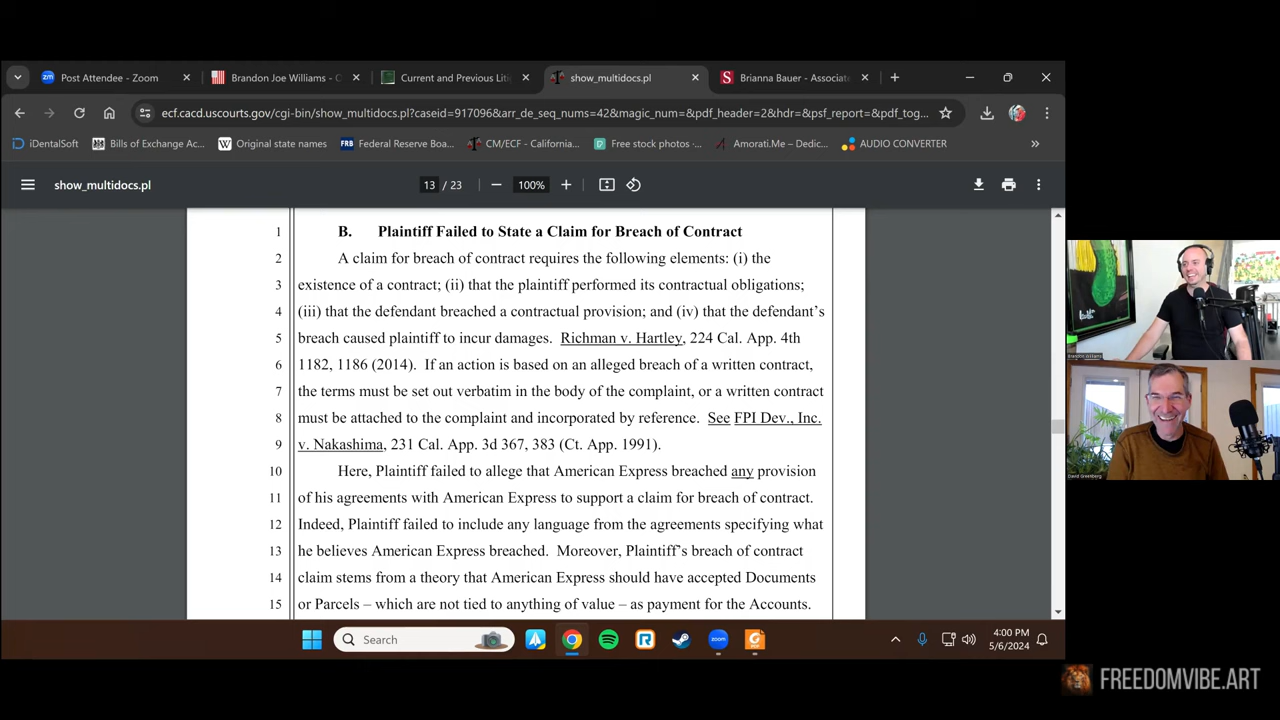 Post Attendee - Zoom
Brandon Joe Williams - C
Current and Previous Liti
show_multidocs.pl
Brianna Bauer - Associate
ecf.cacd.uscourts.gov/cgi-bin/show_multidocs.pl?caseid=917096&arr_de_seq_nums=42&magic_num=&pdf_header=2&hdr=&psf_report=&pdf_tog...
iDentalSoft
Bills of Exchange Ac...
Original state names
Federal Reserve Boa...
CM/ECF - California...
Free stock photos ·...
Amorati.Me – Dedic...
AUDIO CONVERTER
show_multidocs.pl
13 / 23
100%
1 B. Plaintiff Failed to State a Claim for Breach of Contract
2 A claim for breach of contract requires the following elements: (i) the
3 existence of a contract; (ii) that the plaintiff performed its contractual obligations;
4 (iii) that the defendant breached a contractual provision; and (iv) that the defendant's
5 breach caused plaintiff to incur damages. Richman v. Hartley, 224 Cal. App. 4th
6 1182, 1186 (2014). If an action is based on an alleged breach of a written contract,
7 the terms must be set out verbatim in the body of the complaint, or a written contract
8 must be attached to the complaint and incorporated by reference. See FPI Dev., Inc.
9 v. Nakashima, 231 Cal. App. 3d 367, 383 (Ct. App. 1991).
10 Here, Plaintiff failed to allege that American Express breached any provision
11 of his agreements with American Express to support a claim for breach of contract.
12 Indeed, Plaintiff failed to include any language from the agreements specifying what
13 he believes American Express breached. Moreover, Plaintiff's breach of contract
14 claim stems from a theory that American Express should have accepted Documents
15 or Parcels – which are not tied to anything of value – as payment for the Accounts.
Brandon Williams
David Greenberg
Search
zoom
4:00 PM
5/6/2024
FREEDOMVIBE.ART